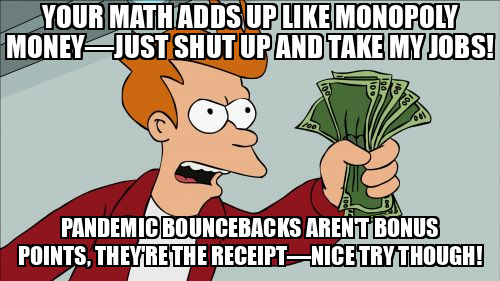 YOUR MATH ADDS UP LIKE MONOPOLY
MONEY—JUST SHUT UP AND TAKE MY JOBS!
PANDEMIC BOUNCEBACKS AREN'T BONUS
POINTS, THEY'RE THE RECEIPT—NICE TRY THOUGH!